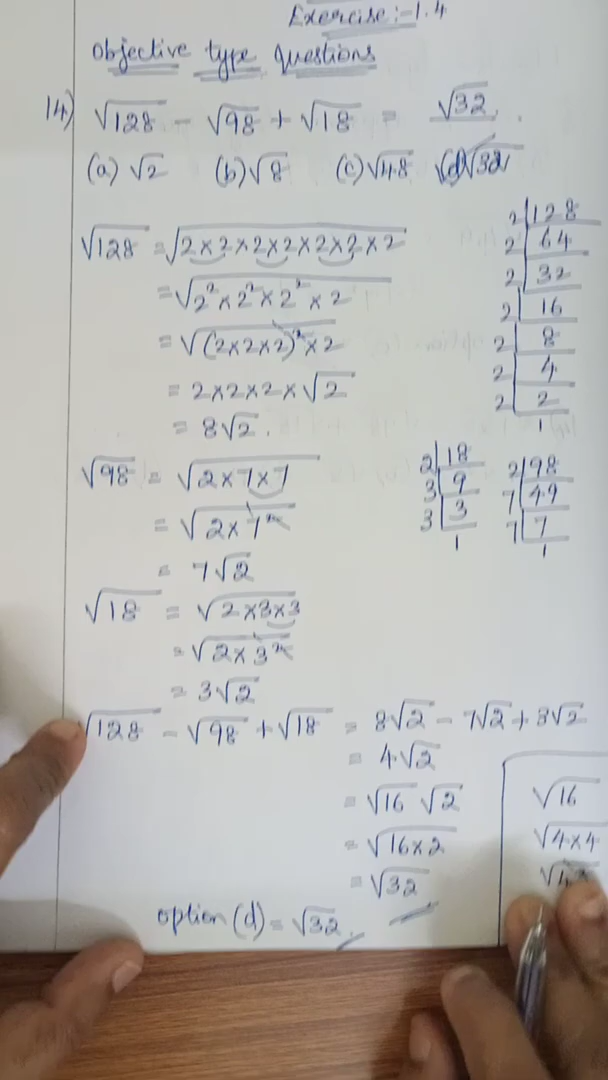 Exercise:-1.4
Objective type Questions
14) √128 - √98 + √18 = √32.
(a) √2 (b) √8 (c) √48 (d) √32
√128 = √2×2×2×2×2×2×2
= √2²×2²×2²×2
= √(2×2×2)²×2
= 2×2×2×√2
= 8√2.
2 | 128
2 | 64
2 | 32
2 | 16
2 | 8
2 | 4
2 | 2
1
√98 = √2×7×7
= √2×7²
= 7√2
2 | 18
3 | 9
3 | 3
1
2 | 98
7 | 49
7 | 7
1
√18 = √2×3×3
= √2×3²
= 3√2
√128 - √98 + √18 = 8√2 - 7√2 + 3√2
= 4√2
= √16 √2
= √16×2
= √32
√16
√4×4
option (d) = √32.